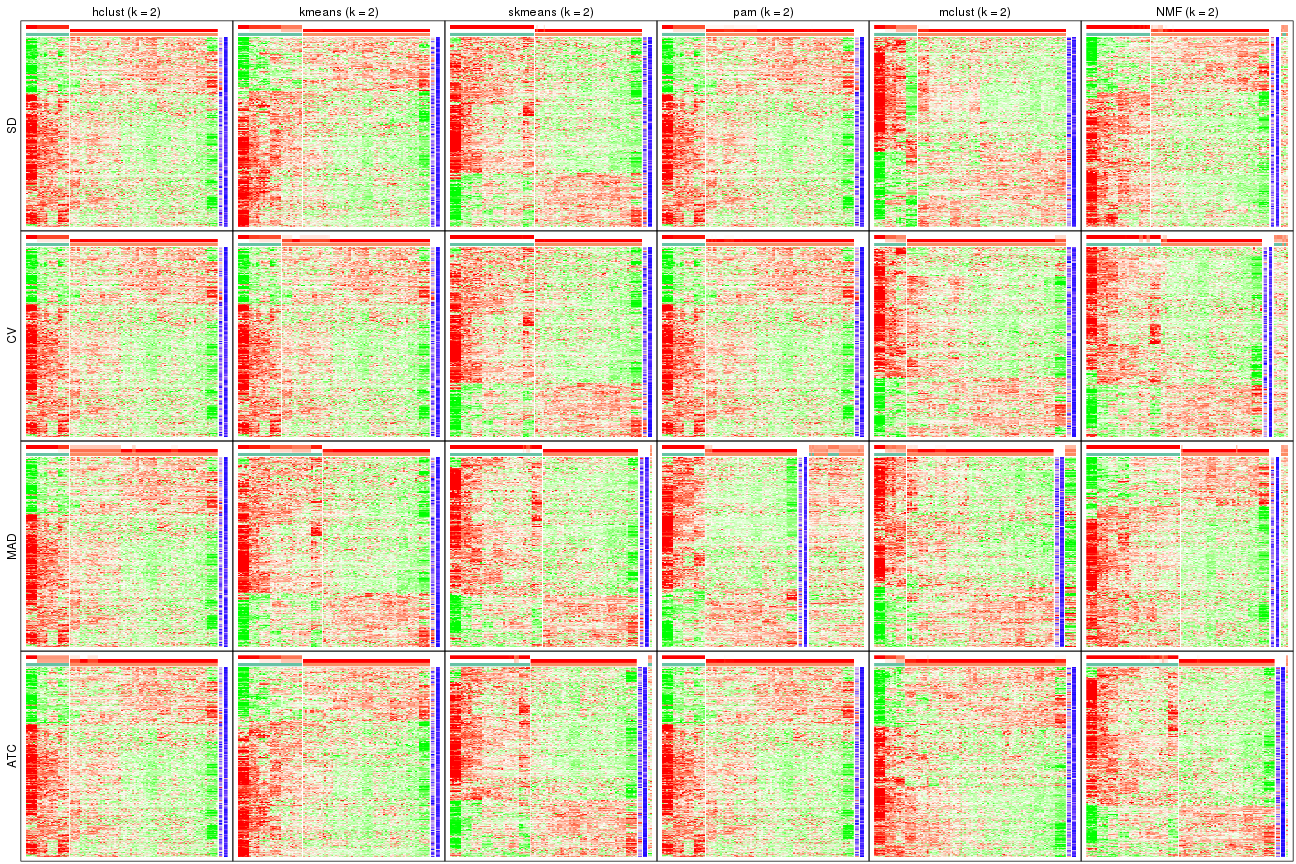 hclust (k = 2) kmeans (k = 2) skmeans (k = 2) pam (k = 2) mclust (k = 2) NMF (k = 2)
SD
CV
MAD
ATC